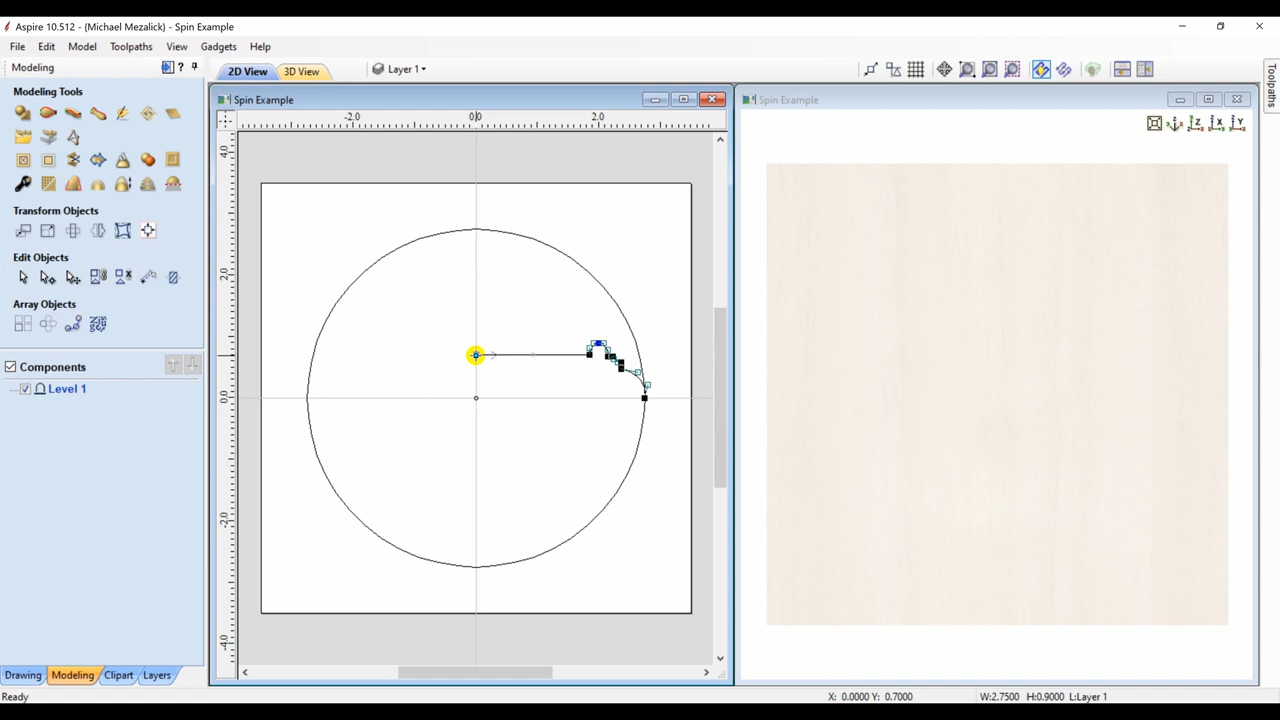 Aspire 10.512 - {Michael Mezalick} - Spin Example
File Edit Model Toolpaths View Gadgets Help
Modeling ?
2D View 3D View Layer 1
Modeling Tools
Transform Objects
Edit Objects
Array Objects
Components
Level 1
Drawing Modeling Clipart Layers
Spin Example
-2.0 0.0 2.0
4.0
2.0
0.0
-2.0
-4.0
Spin Example
Z X Y
Toolpaths
Ready
X: 0.0000 Y: 0.7000
W:2.7500 H:0.9000 L:Layer 1